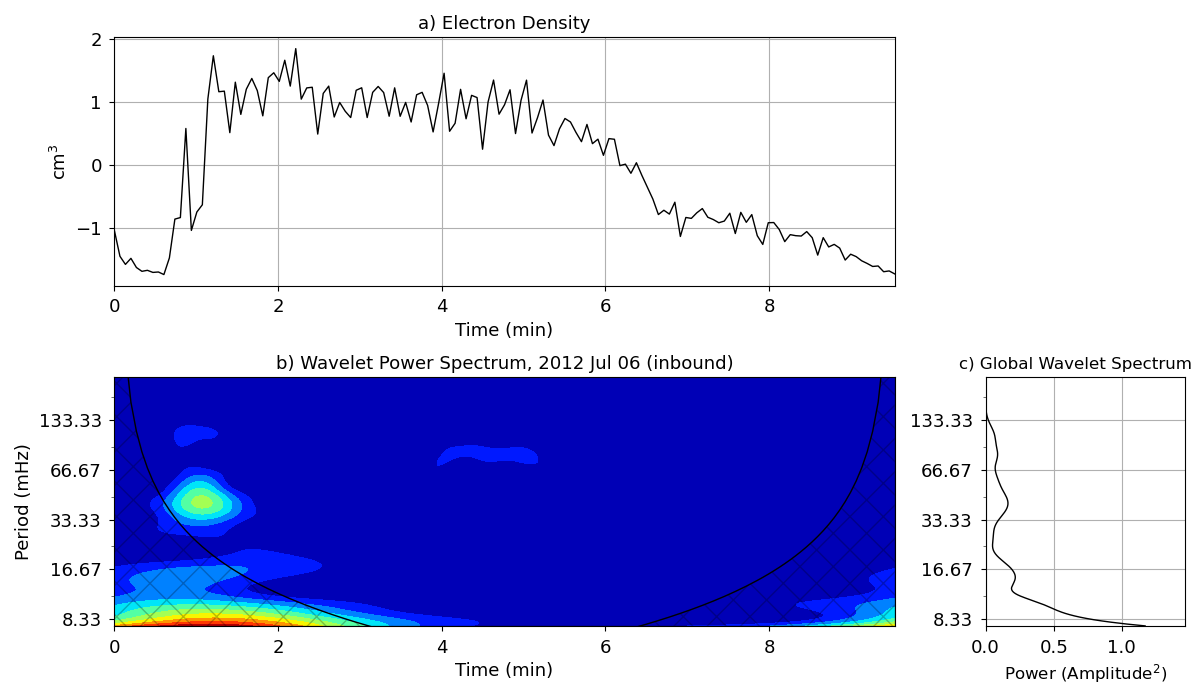 a) Electron Density
2
1
0
−1
cm³
0 2 4 6 8
Time (min)
b) Wavelet Power Spectrum, 2012 Jul 06 (inbound)
133.33
66.67
33.33
16.67
8.33
Period (mHz)
0 2 4 6 8
Time (min)
c) Global Wavelet Spectrum
133.33
66.67
33.33
16.67
8.33
0.0 0.5 1.0
Power (Amplitude²)